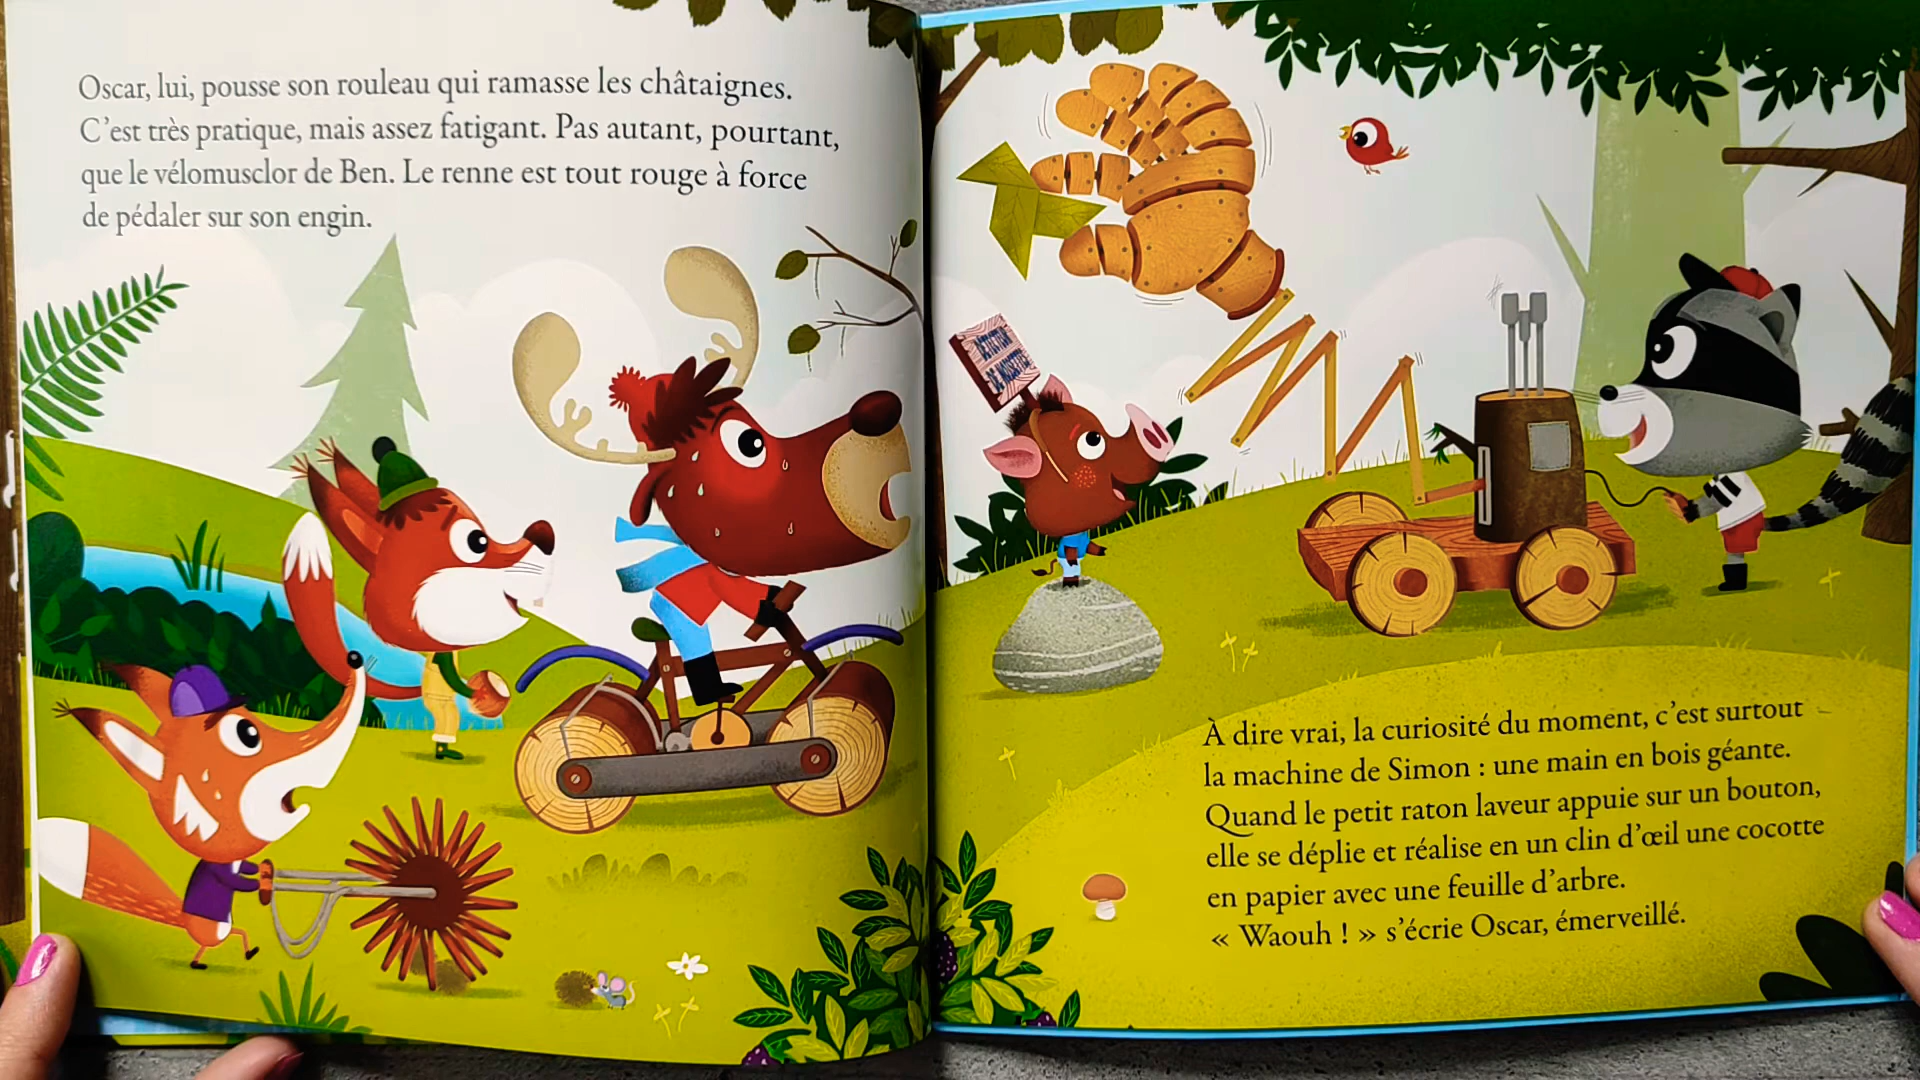 Oscar, lui, pousse son rouleau qui ramasse les châtaignes.
C'est très pratique, mais assez fatigant. Pas autant, pourtant,
que le vélomusclor de Ben. Le renne est tout rouge à force
de pédaler sur son engin.
DÉTECTEUR
DE NOISETTES
À dire vrai, la curiosité du moment, c'est surtout
la machine de Simon : une main en bois géante.
Quand le petit raton laveur appuie sur un bouton,
elle se déplie et réalise en un clin d'œil une cocotte
en papier avec une feuille d'arbre.
« Waouh ! » s'écrie Oscar, émerveillé.